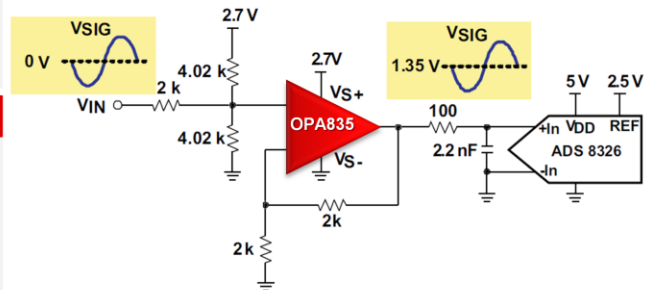 2.7 V
VSIG
0 V
4.02 k
2 k
VIN
4.02 k
2.7V
VS+
OPA835
VS-
2k
2k
VSIG
1.35 V
100
2.2 nF
5 V
2.5 V
+In
VDD
REF
ADS 8326
-In